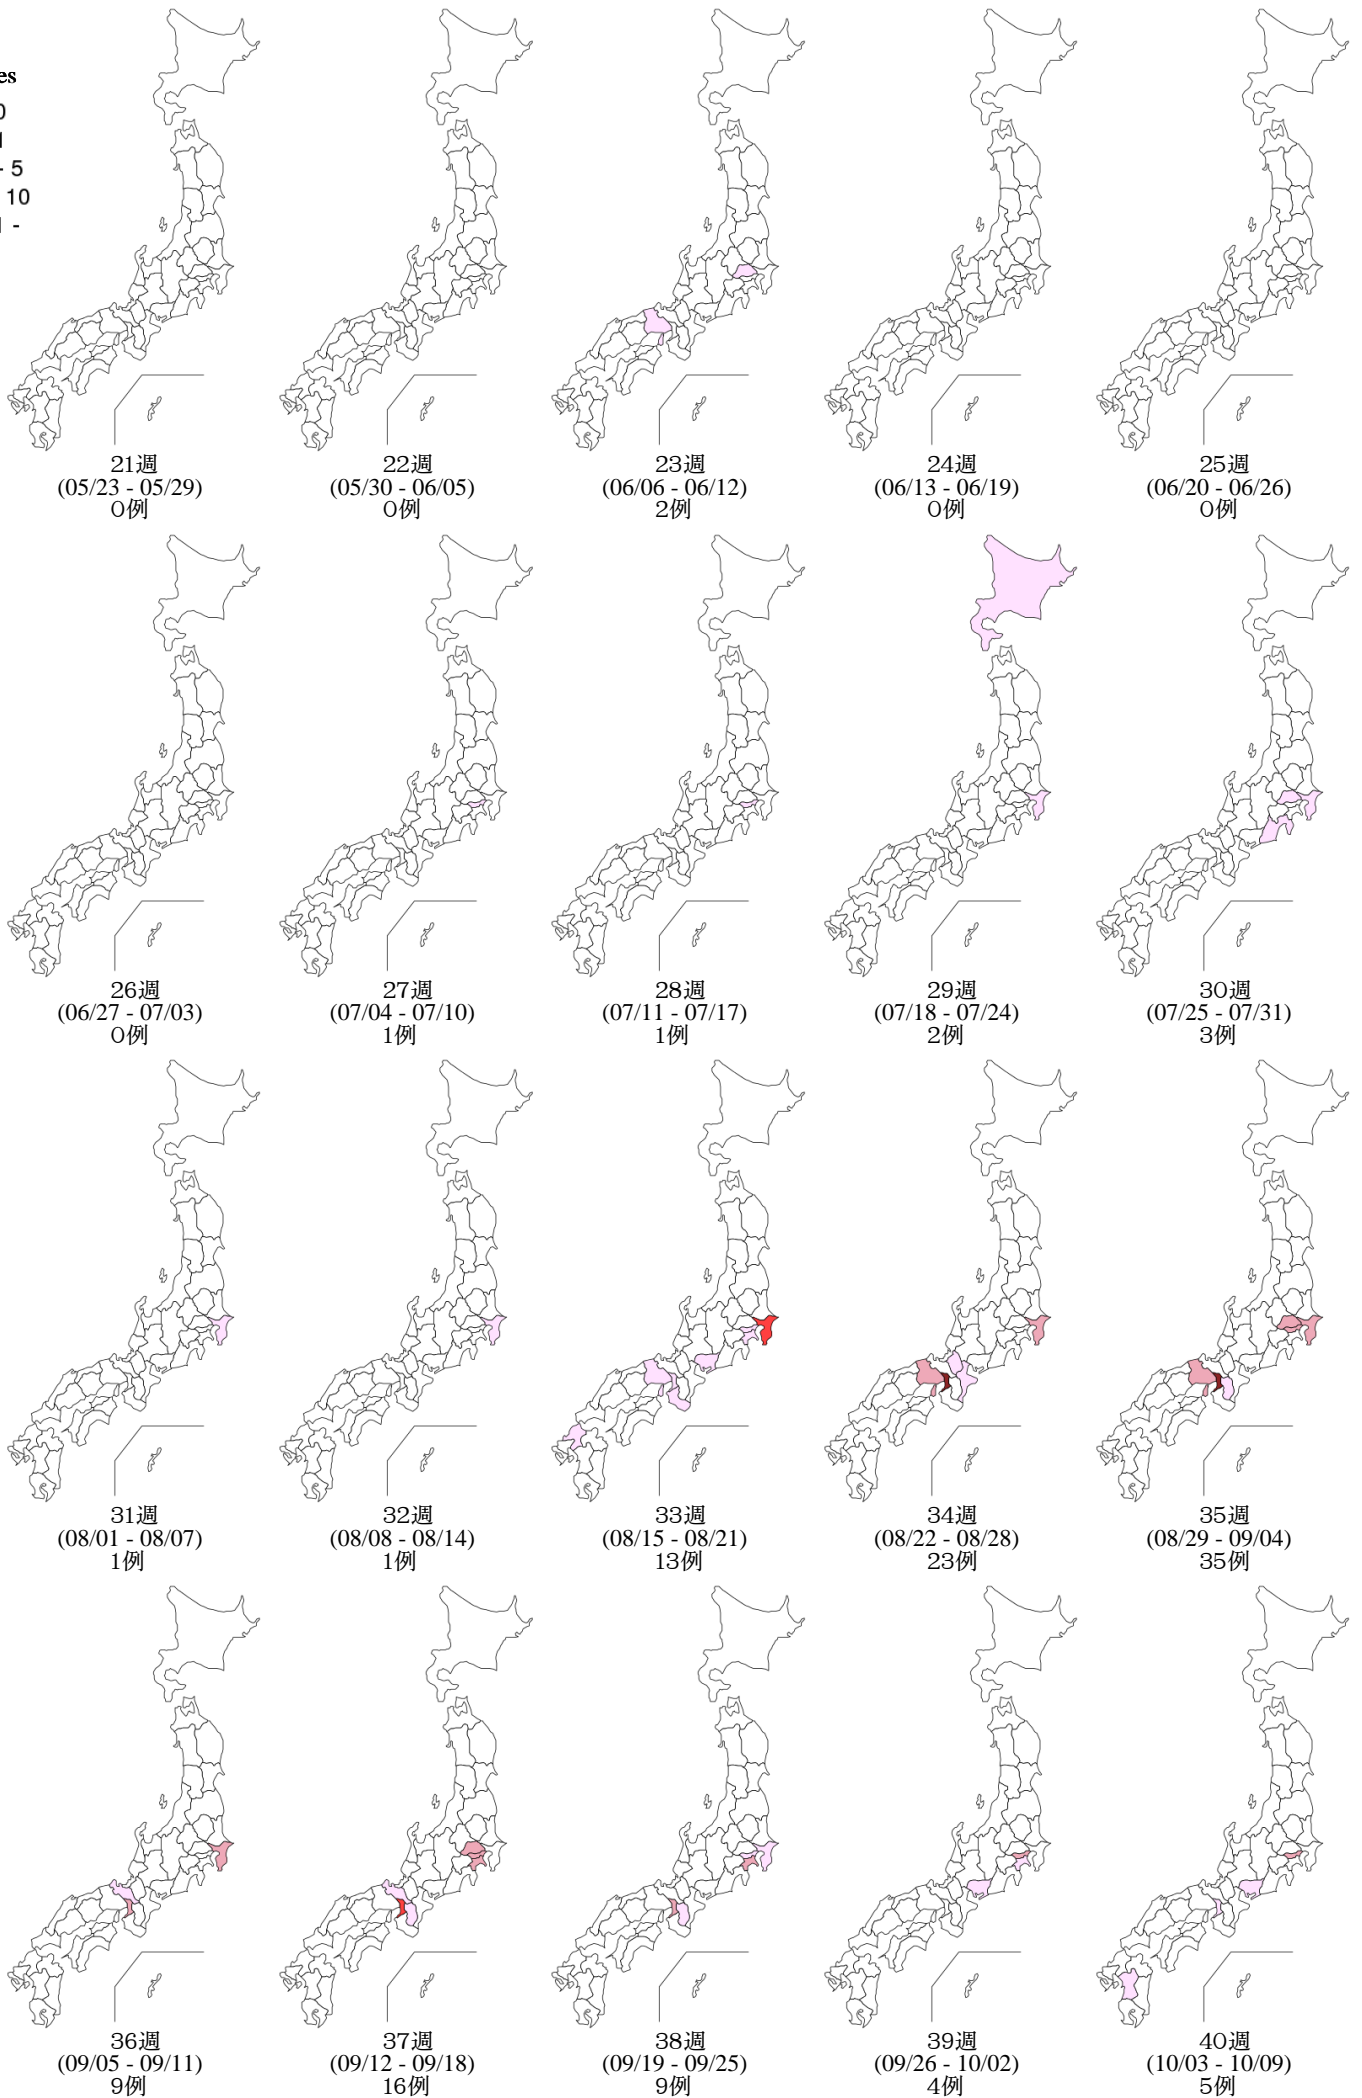 es
0
1
- 5
10
1 -
21週
(05/23 - 05/29)
0例
22週
(05/30 - 06/05)
0例
23週
(06/06 - 06/12)
2例
24週
(06/13 - 06/19)
0例
25週
(06/20 - 06/26)
0例
26週
(06/27 - 07/03)
0例
27週
(07/04 - 07/10)
1例
28週
(07/11 - 07/17)
1例
29週
(07/18 - 07/24)
2例
30週
(07/25 - 07/31)
3例
31週
(08/01 - 08/07)
1例
32週
(08/08 - 08/14)
1例
33週
(08/15 - 08/21)
13例
34週
(08/22 - 08/28)
23例
35週
(08/29 - 09/04)
35例
36週
(09/05 - 09/11)
9例
37週
(09/12 - 09/18)
16例
38週
(09/19 - 09/25)
9例
39週
(09/26 - 10/02)
4例
40週
(10/03 - 10/09)
5例